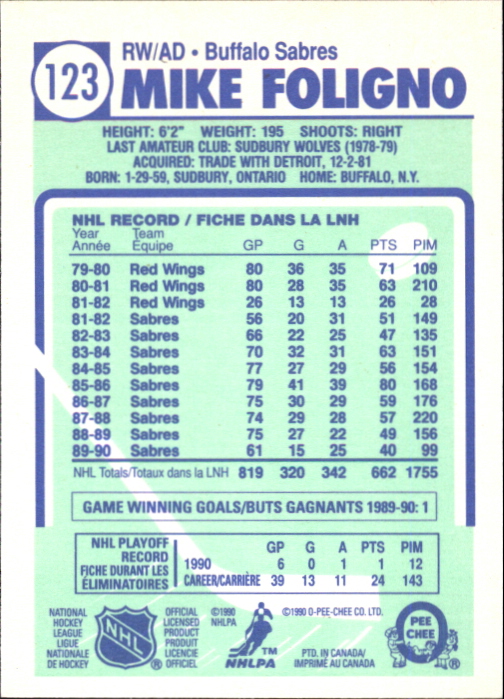 123
RW/AD • Buffalo Sabres
MIKE FOLIGNO
HEIGHT: 6'2" WEIGHT: 195 SHOOTS: RIGHT
LAST AMATEUR CLUB: SUDBURY WOLVES (1978-79)
ACQUIRED: TRADE WITH DETROIT, 12-2-81
BORN: 1-29-59, SUDBURY, ONTARIO HOME: BUFFALO, N.Y.
NHL RECORD / FICHE DANS LA LNH
Year Team
Année Équipe GP G A PTS PIM
79-80 Red Wings 80 36 35 71 109
80-81 Red Wings 80 28 35 63 210
81-82 Red Wings 26 13 13 26 28
81-82 Sabres 56 20 31 51 149
82-83 Sabres 66 22 25 47 135
83-84 Sabres 70 32 31 63 151
84-85 Sabres 77 27 29 56 154
85-86 Sabres 79 41 39 80 168
86-87 Sabres 75 30 29 59 176
87-88 Sabres 74 29 28 57 220
88-89 Sabres 75 27 22 49 156
89-90 Sabres 61 15 25 40 99
NHL Totals/Totaux dans la LNH 819 320 342 662 1755
GAME WINNING GOALS/BUTS GAGNANTS 1989-90: 1
NHL PLAYOFF
RECORD
FICHE DURANT LES
ÉLIMINATOIRES
GP G A PTS PIM
1990 6 0 1 1 12
CAREER/CARRIÈRE 39 13 11 24 143
NATIONAL
HOCKEY
LEAGUE
LIGUE
NATIONALE
DE HOCKEY
NHL
®
OFFICIAL
LICENSED
PRODUCT
PRODUIT
LICENCIE
OFFICIEL
©1990
NHLPA
TM
NHLPA
©1990 O-PEE-CHEE CO. LTD.
PTD. IN CANADA/
IMPRIMÉ AU CANADA
PEE
CHEE
®